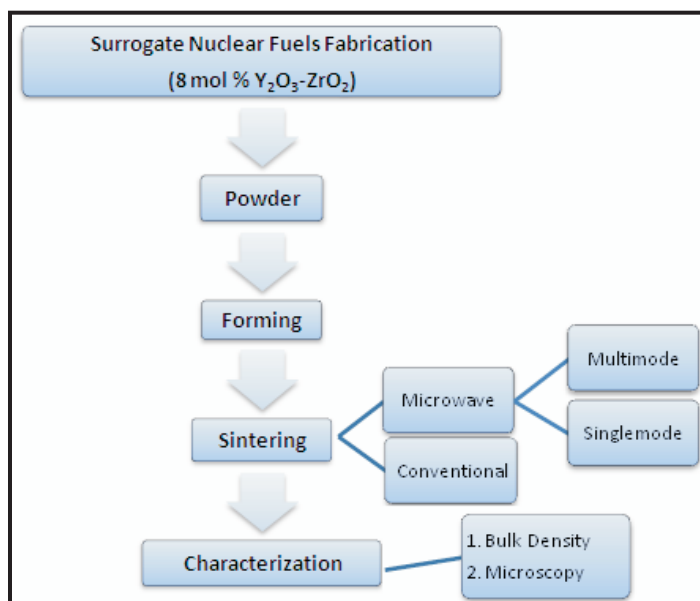 Surrogate Nuclear Fuels Fabrication
(8 mol % Y₂O₃-ZrO₂)
Powder
Forming
Sintering
Microwave
Conventional
Multimode
Singlemode
Characterization
1. Bulk Density
2. Microscopy